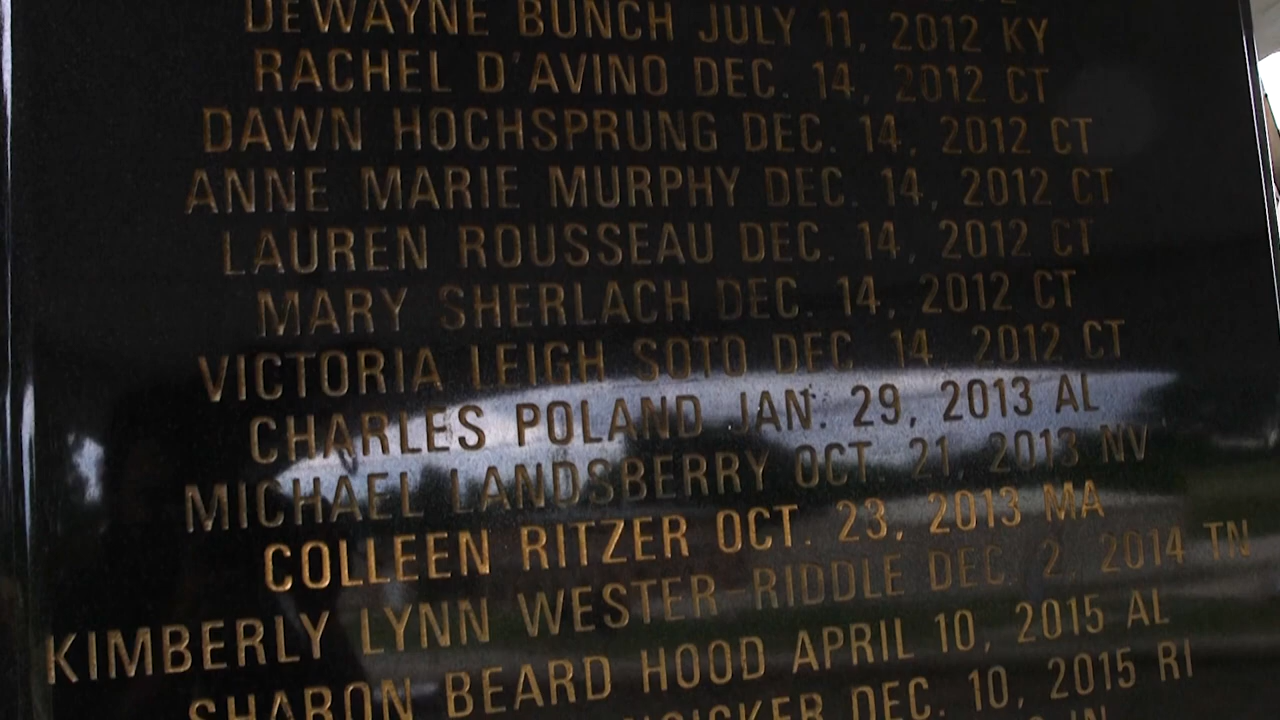 DEWAYNE BUNCH JULY 11, 2012 KY
RACHEL D'AVINO DEC. 14, 2012 CT
DAWN HOCHSPRUNG DEC. 14, 2012 CT
ANNE MARIE MURPHY DEC. 14, 2012 CT
LAUREN ROUSSEAU DEC. 14, 2012 CT
MARY SHERLACH DEC. 14, 2012 CT
VICTORIA LEIGH SOTO DEC. 14, 2012 CT
CHARLES POLAND JAN. 29, 2013 AL
MICHAEL LANDSBERRY OCT. 21, 2013 NV
COLLEEN RITZER OCT. 23, 2013 MA
KIMBERLY LYNN WESTER-RIDDLE DEC. 2, 2014 TN
SHARON BEARD HOOD APRIL 10, 2015 AL
DEC. 10, 2015 RI